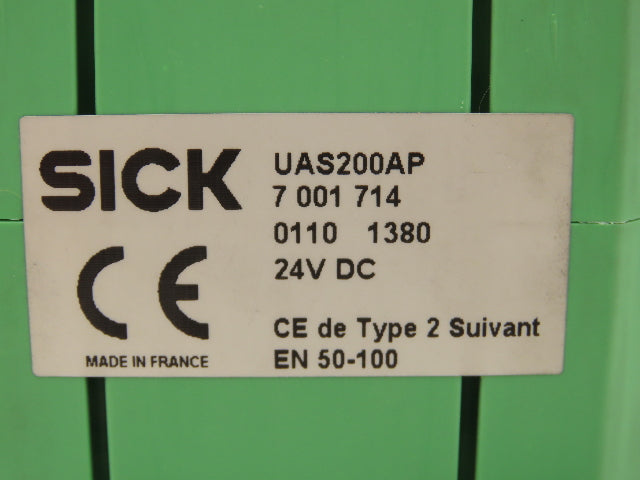 SICK
CE
MADE IN FRANCE
UAS200AP
7 001 714
0110 1380
24V DC
CE de Type 2 Suivant
EN 50-100